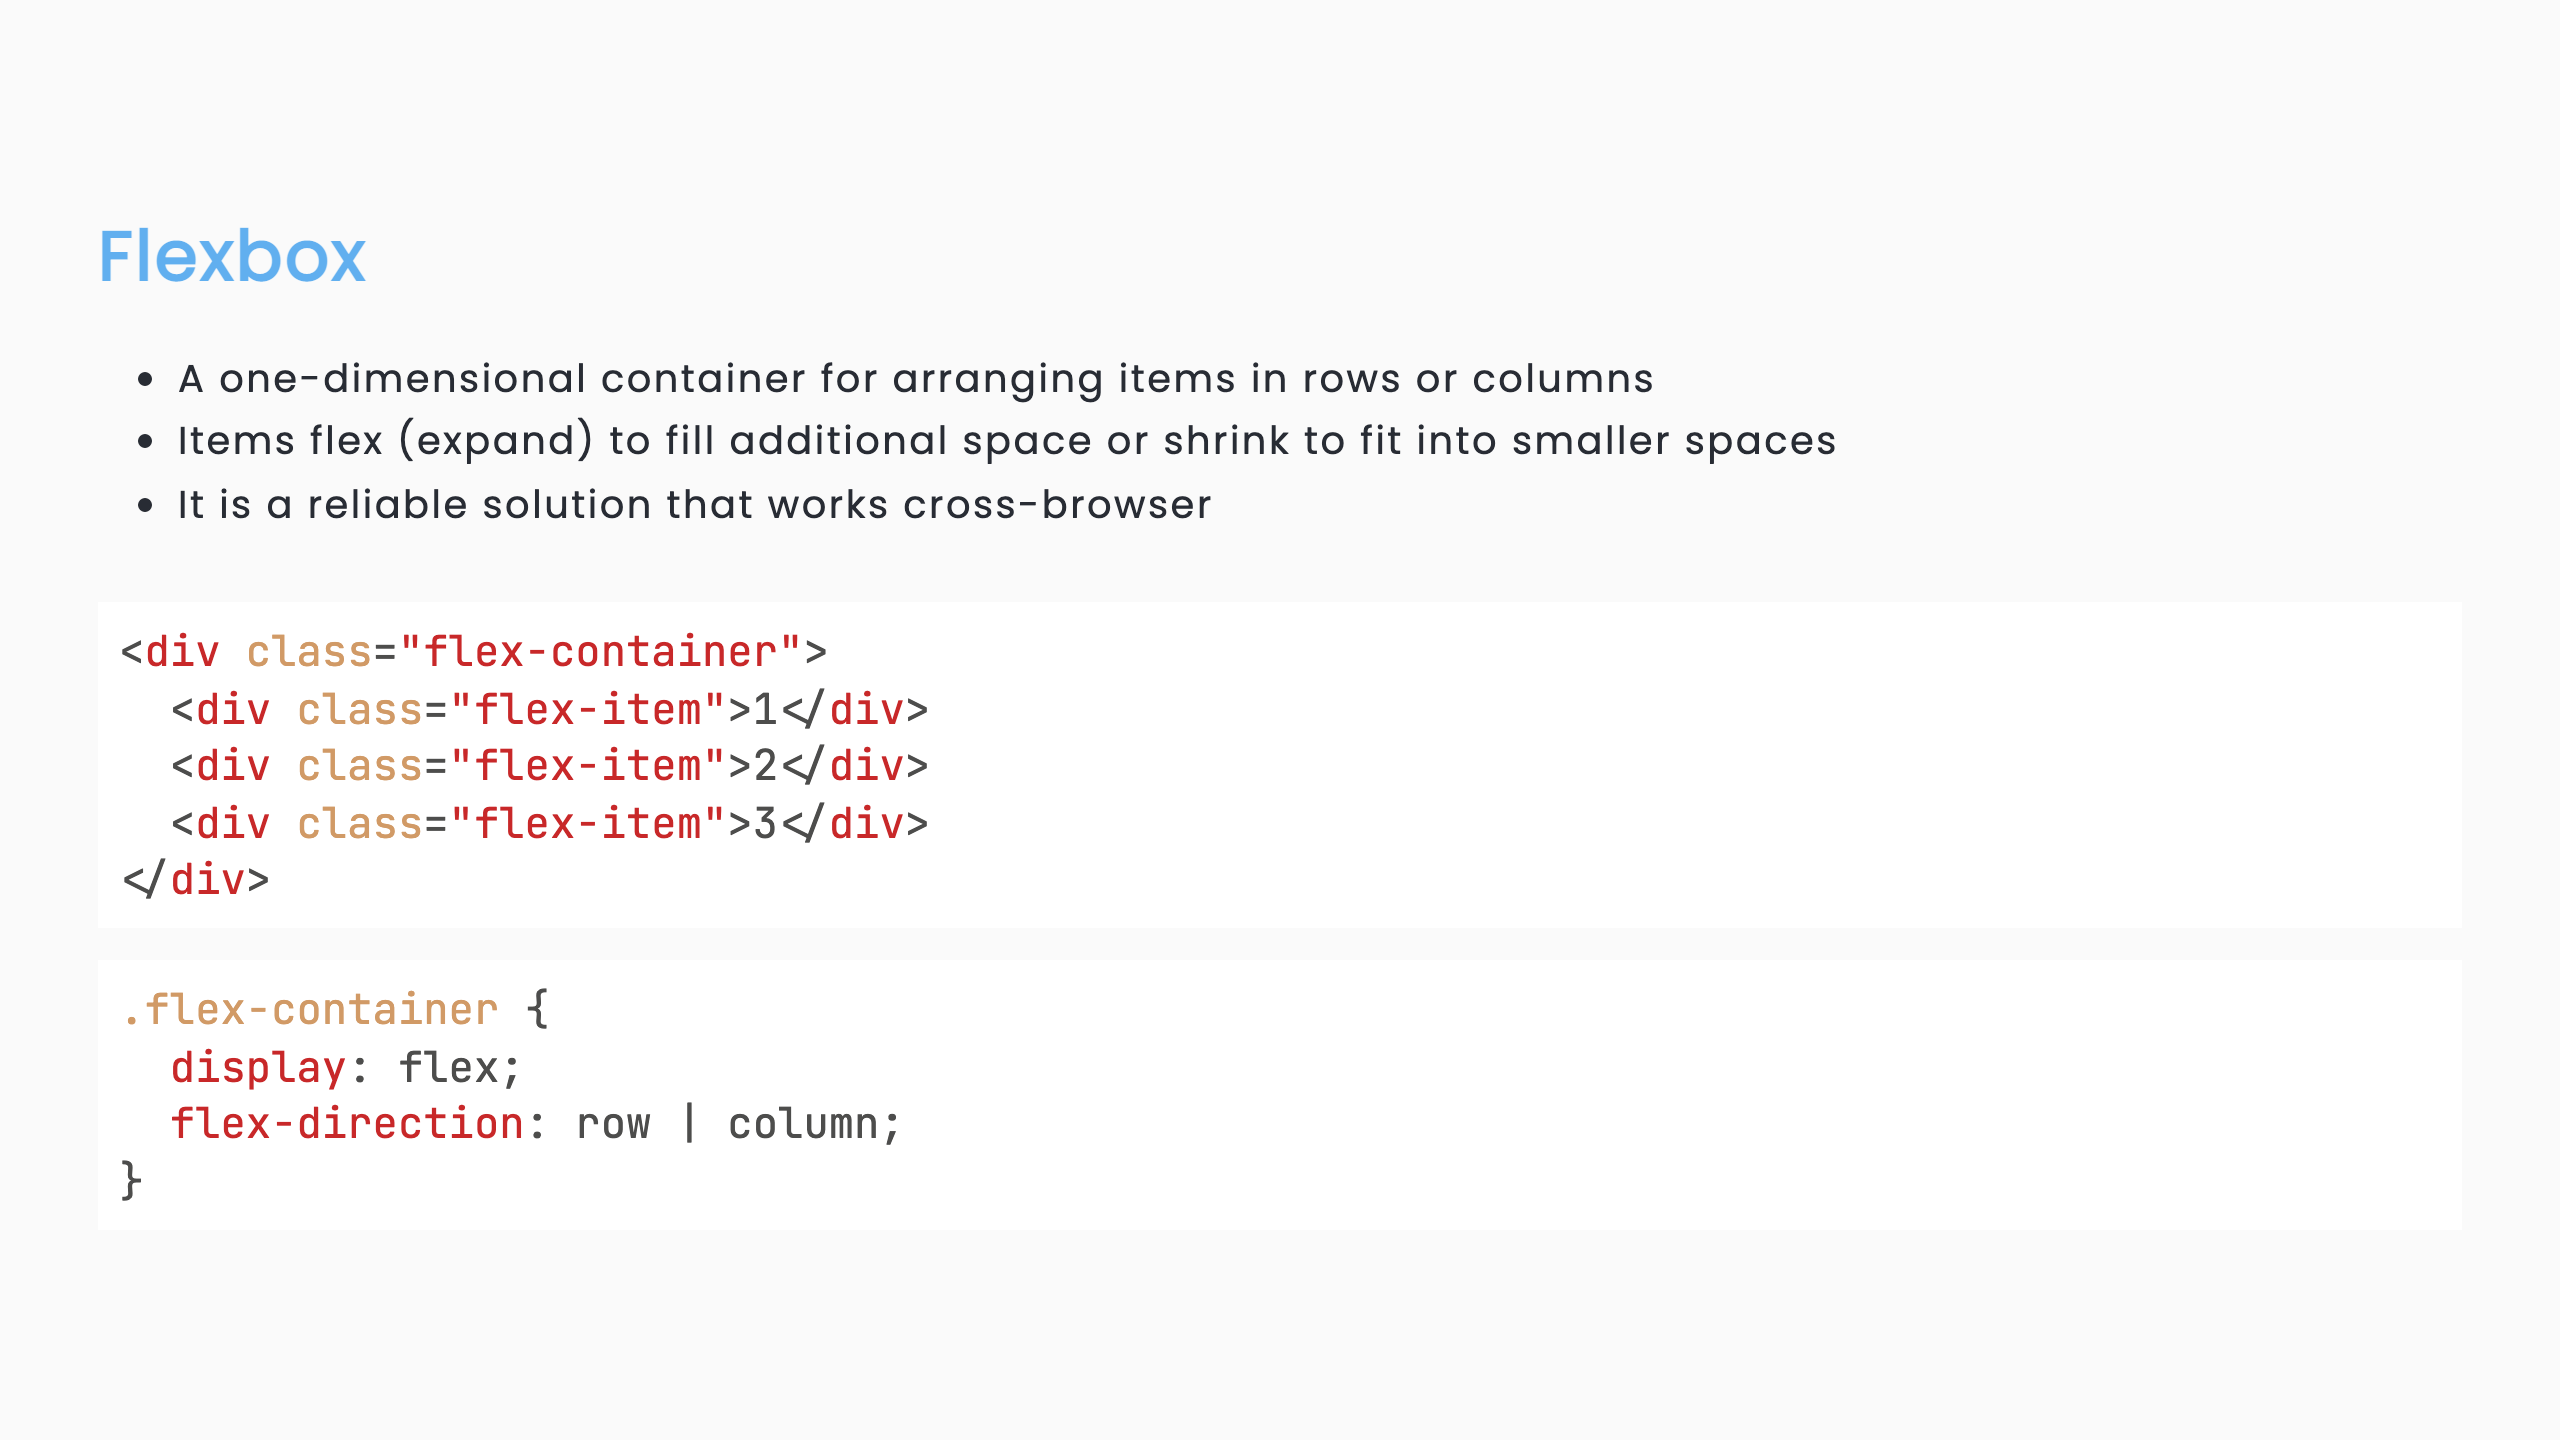 Flexbox
• A one-dimensional container for arranging items in rows or columns
• Items flex (expand) to fill additional space or shrink to fit into smaller spaces
• It is a reliable solution that works cross-browser
<div class="flex-container">
  <div class="flex-item">1</div>
  <div class="flex-item">2</div>
  <div class="flex-item">3</div>
</div>
.flex-container {
  display: flex;
  flex-direction: row | column;
}